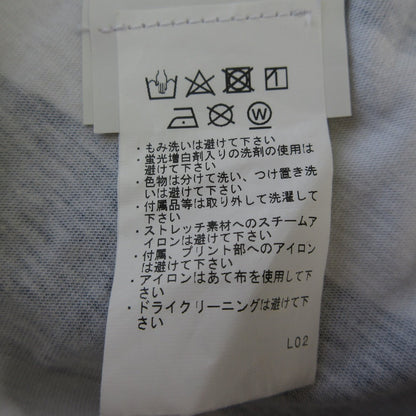 ・もみ洗いは避けて下さい
・蛍光増白剤入りの洗剤の使用
は避けて下さい
・色物は分けて洗い、つけ置き洗
いは避けて下さい
・付属品等は取り外して洗濯して
下さい
・ストレッチ素材へのスチームア
イロンは避けて下さい
・付属、プリント部へのアイロン
は避けて下さい
・アイロンはあて布を使用して下
さい
・ドライクリーニングは避けて下
さい
L02